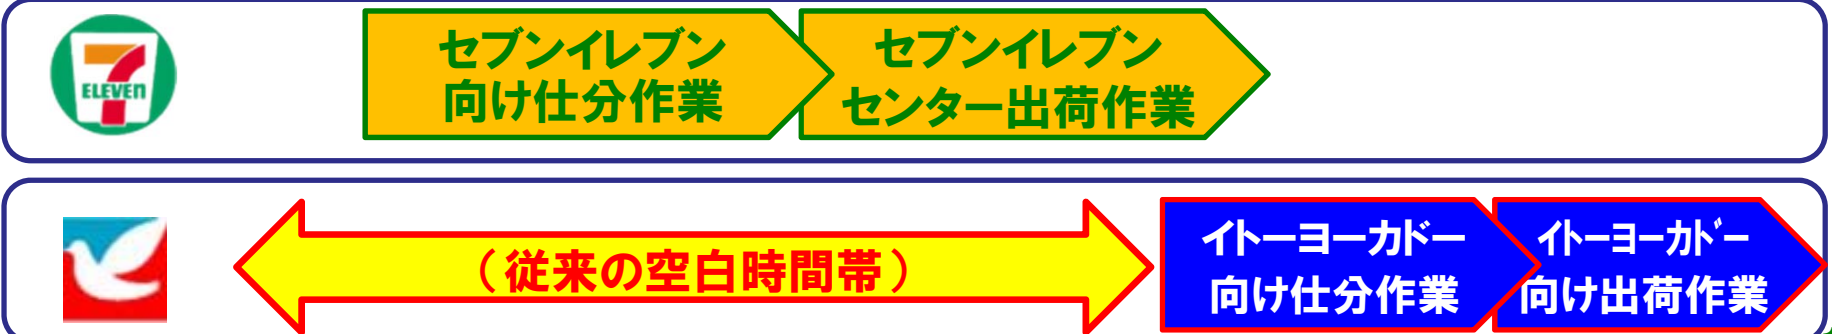 7
ELEVEN
セブンイレブン
向け仕分作業
セブンイレブン
センター出荷作業
（従来の空白時間帯）
イトーヨーカドー
向け仕分作業
イトーヨーカドー
向け出荷作業